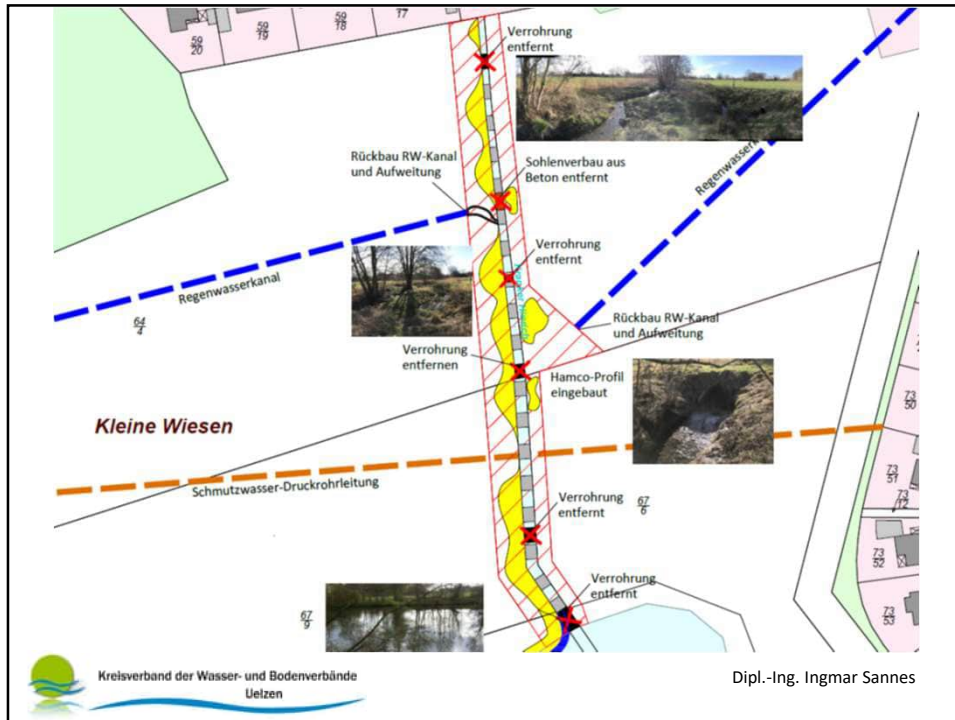 59
20
59
19
59
18
17
Verrohrung
entfernt
Rückbau RW-Kanal
und Aufweitung
Sohlenverbau aus
Beton entfernt
Regenwasserk
Verrohrung
entfernt
Regenwasserkanal
64
4
Rückbau RW-Kanal
und Aufweitung
Verrohrung
entfernen
Hamco-Profil
eingebaut
Kleine Wiesen
73
50
Schmutzwasser-Druckrohrleitung
73
51
73
12
Verrohrung
entfernt
67
6
73
52
Verrohrung
entfernt
67
9
73
53
Kreisverband der Wasser- und Bodenverbände
Uelzen
Dipl.-Ing. Ingmar Sannes